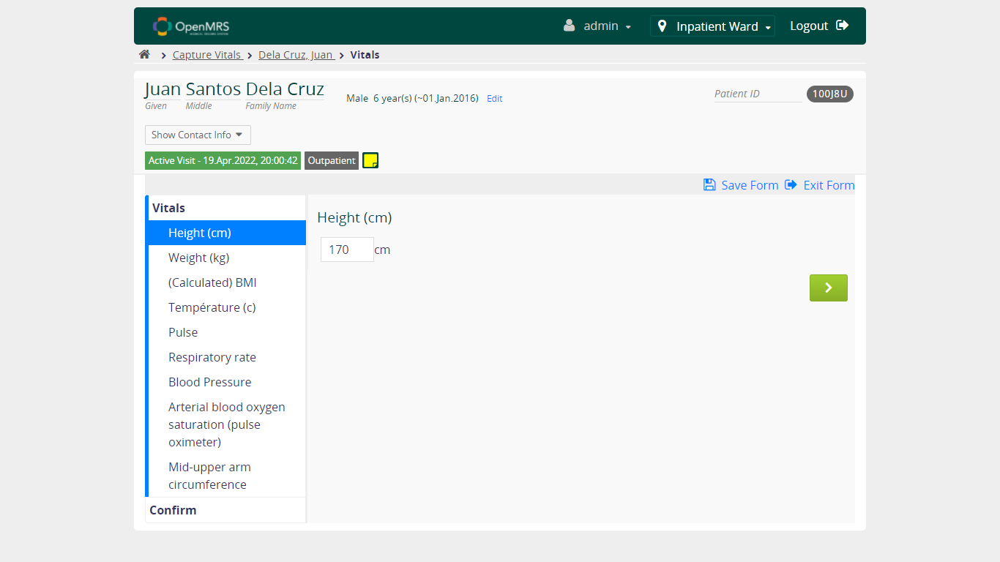 OpenMRS
admin
Inpatient Ward
Logout
Capture Vitals
Dela Cruz, Juan
Vitals
Juan Santos Dela Cruz
Given Middle Family Name
Male 6 year(s) (~01.Jan.2016) Edit
Patient ID 100J8U
Show Contact Info
Active Visit - 19.Apr.2022, 20:00:42 Outpatient
Save Form Exit Form
Vitals
Height (cm)
Weight (kg)
(Calculated) BMI
Température (c)
Pulse
Respiratory rate
Blood Pressure
Arterial blood oxygen
saturation (pulse
oximeter)
Mid-upper arm
circumference
Confirm
Height (cm)
170 cm